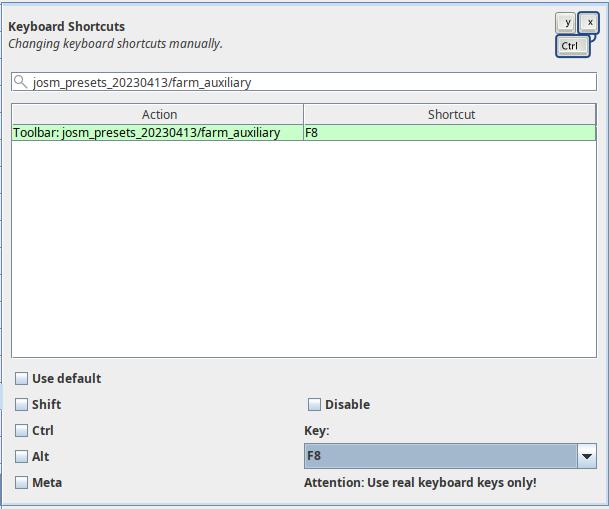 Keyboard Shortcuts
Changing keyboard shortcuts manually.
y x
Ctrl
josm_presets_20230413/farm_auxiliary
Action Shortcut
Toolbar: josm_presets_20230413/farm_auxiliary F8
Use default
Shift Disable
Ctrl Key:
Alt F8
Meta Attention: Use real keyboard keys only!